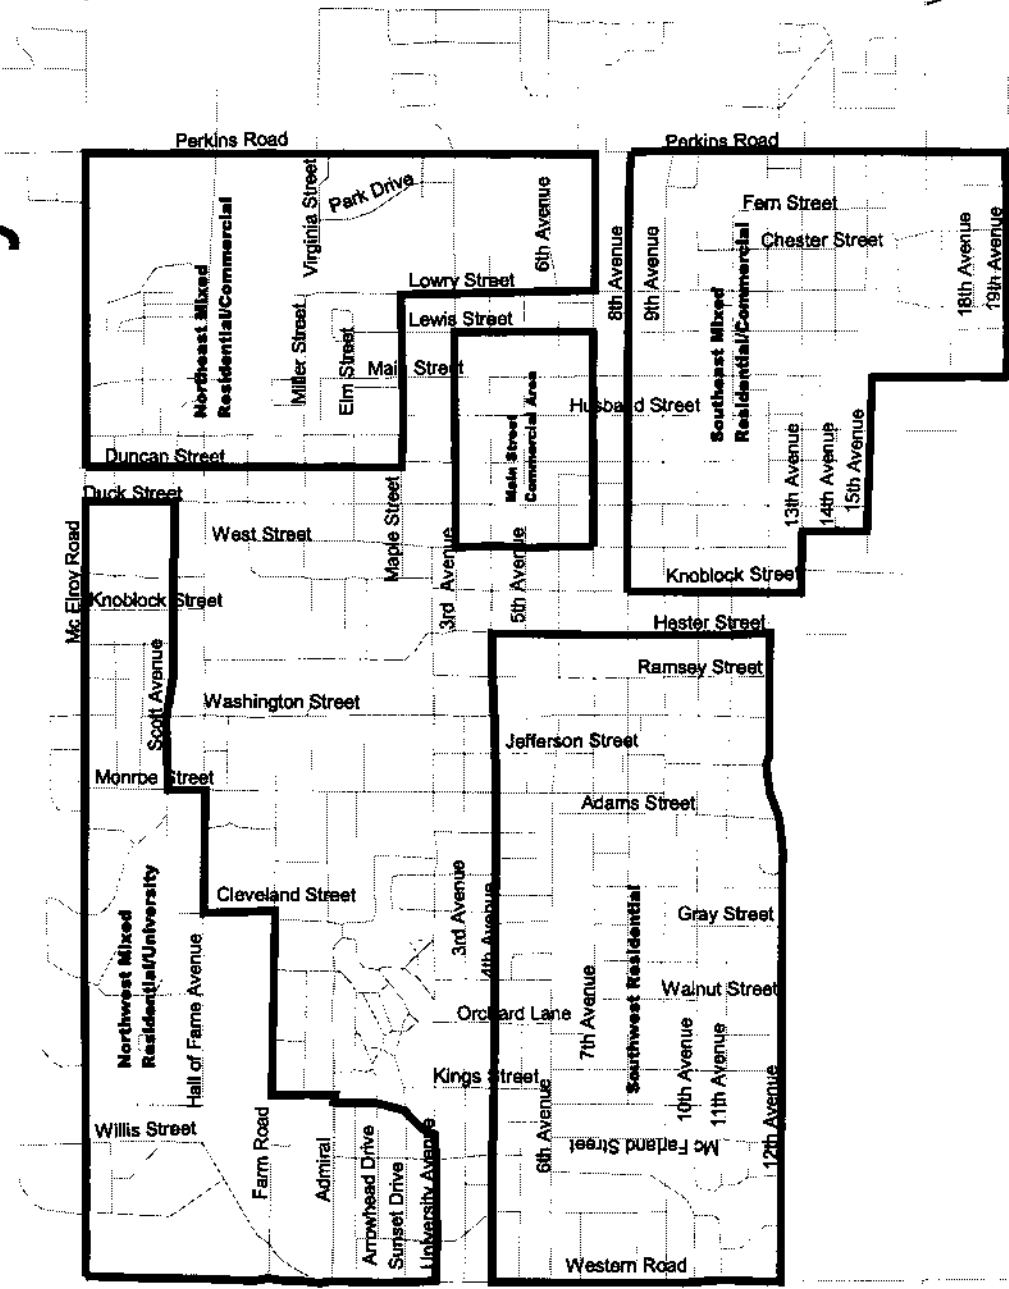 Perkins Road
Perkins Road
Virginia Street
Park Drive
6th Avenue
Fern Street
Chester Street
18th Avenue
19th Avenue
Northeast Mixed
Residential/Commercial
Lowry Street
8th Avenue
9th Avenue
Southeast Mixed
Residential/Commercial
Lewis Street
Miller Street
Elm Street
Main Street
Husband Street
Main Street
Commercial Area
13th Avenue
14th Avenue
15th Avenue
Duncan Street
Duck Street
Maple Street
West Street
3rd Avenue
5th Avenue
Mc Elroy Road
Knoblock Street
Knoblock Street
Hester Street
Scott Avenue
Ramsey Street
Washington Street
Jefferson Street
Monroe Street
Adams Street
Cleveland Street
3rd Avenue
4th Avenue
Gray Street
Northwest Mixed
Residential/University
Hall of Fame Avenue
Southwest Residential
Walnut Street
7th Avenue
Orchard Lane
10th Avenue
11th Avenue
Kings Street
6th Avenue
12th Avenue
Willis Street
Mc Farland Street
Farm Road
Admiral
Arrowhead Drive
Sunset Drive
University Avenue
Western Road